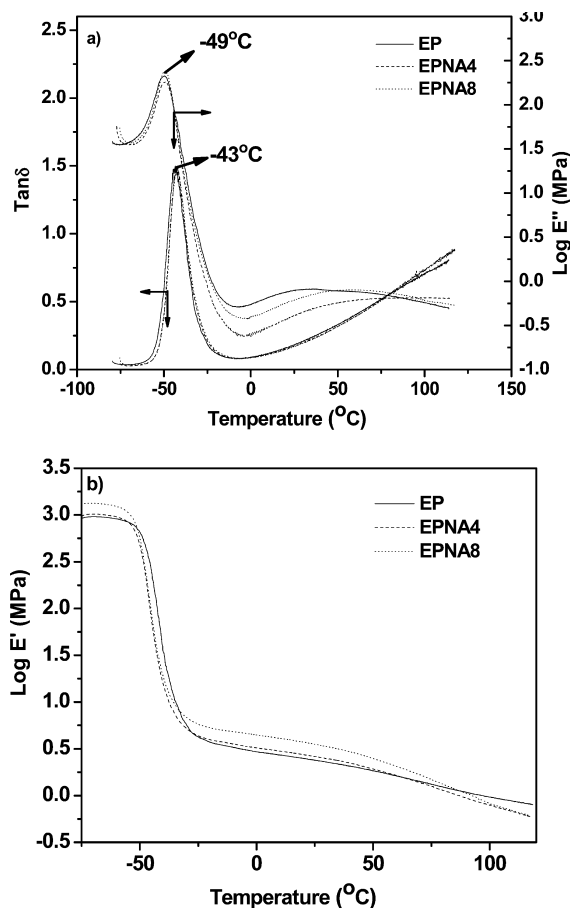 a)
-49°C
-43°C
EP
EPNA4
EPNA8
Tanδ
2.5
2.0
1.5
1.0
0.5
0.0
3.0
2.5
2.0
1.5
1.0
0.5
0.0
-0.5
-1.0
Log E" (MPa)
-100 -50 0 50 100 150
Temperature (°C)
b)
EP
EPNA4
EPNA8
Log E' (MPa)
3.5
3.0
2.5
2.0
1.5
1.0
0.5
0.0
-0.5
-50 0 50 100
Temperature (°C)